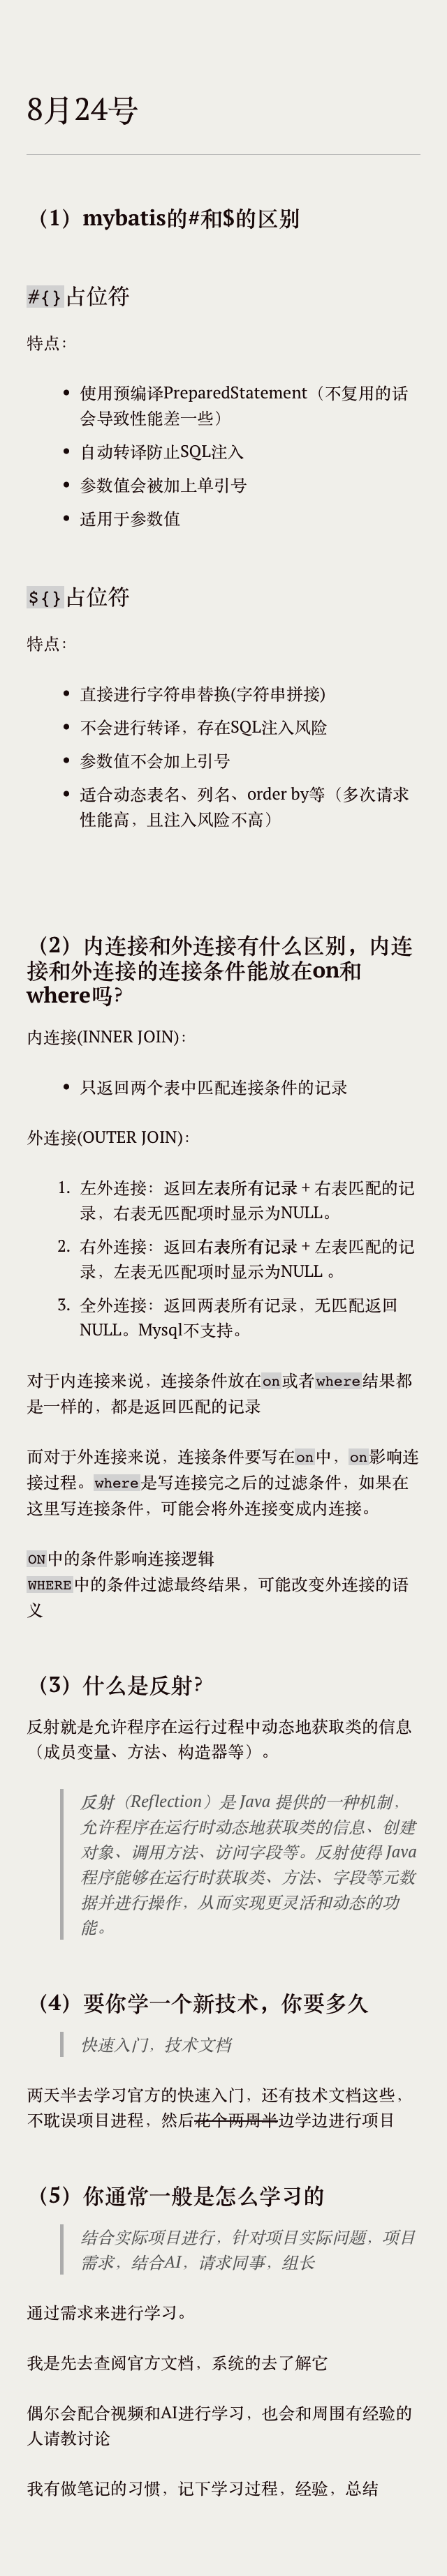 8月24号
（1）mybatis的#和$的区别
#{}占位符
特点：
• 使用预编译PreparedStatement（不复用的话
会导致性能差一些）
• 自动转译防止SQL注入
• 参数值会被加上单引号
• 适用于参数值
${}占位符
特点：
• 直接进行字符串替换(字符串拼接)
• 不会进行转译，存在SQL注入风险
• 参数值不会加上引号
• 适合动态表名、列名、order by等（多次请求
性能高，且注入风险不高）
（2）内连接和外连接有什么区别，内连
接和外连接的连接条件能放在on和
where吗？
内连接(INNER JOIN)：
• 只返回两个表中匹配连接条件的记录
外连接(OUTER JOIN)：
1. 左外连接：返回左表所有记录 + 右表匹配的记
录，右表无匹配项时显示为NULL。
2. 右外连接：返回右表所有记录 + 左表匹配的记
录，左表无匹配项时显示为NULL 。
3. 全外连接：返回两表所有记录，无匹配返回
NULL。Mysql不支持。
对于内连接来说，连接条件放在on或者where结果都
是一样的，都是返回匹配的记录
而对于外连接来说，连接条件要写在on中，on影响连
接过程。where是写连接完之后的过滤条件，如果在
这里写连接条件，可能会将外连接变成内连接。
ON中的条件影响连接逻辑
WHERE中的条件过滤最终结果，可能改变外连接的语
义
（3）什么是反射？
反射就是允许程序在运行过程中动态地获取类的信息
（成员变量、方法、构造器等）。
反射（Reflection）是 Java 提供的一种机制，
允许程序在运行时动态地获取类的信息、创建
对象、调用方法、访问字段等。反射使得 Java
程序能够在运行时获取类、方法、字段等元数
据并进行操作，从而实现更灵活和动态的功
能。
（4）要你学一个新技术，你要多久
快速入门，技术文档
两天半去学习官方的快速入门，还有技术文档这些，
不耽误项目进程，然后花个两周半边学边进行项目
（5）你通常一般是怎么学习的
结合实际项目进行，针对项目实际问题，项目
需求，结合AI，请求同事，组长
通过需求来进行学习。
我是先去查阅官方文档，系统的去了解它
偶尔会配合视频和AI进行学习，也会和周围有经验的
人请教讨论
我有做笔记的习惯，记下学习过程，经验，总结